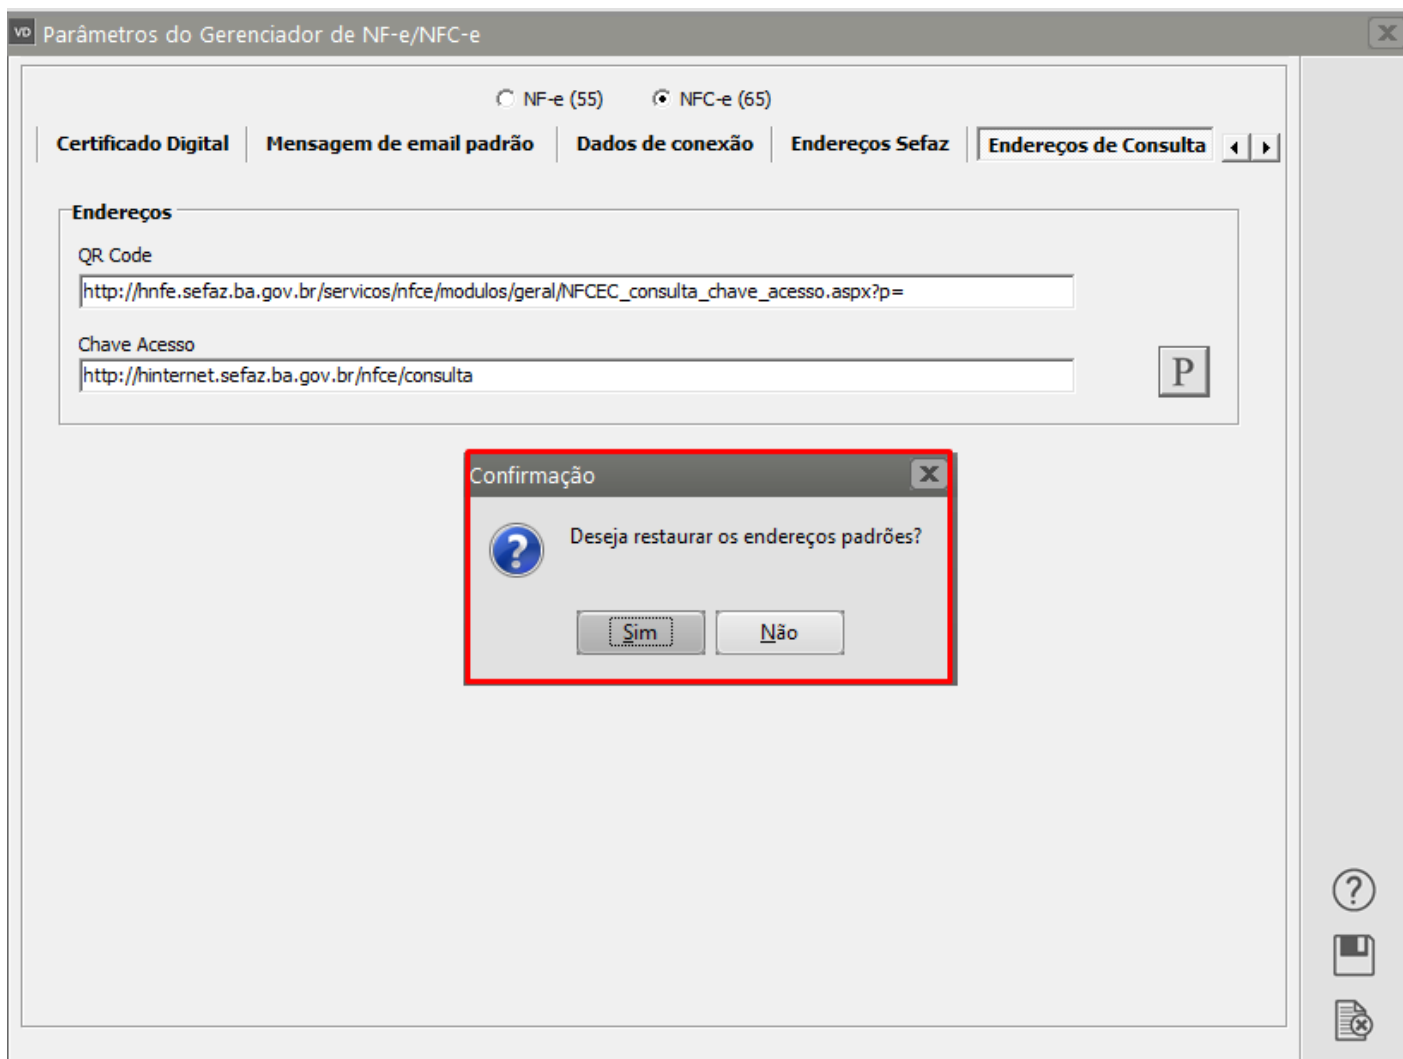 VD Parâmetros do Gerenciador de NF-e/NFC-e
NF-e (55) NFC-e (65)
Certificado Digital Mensagem de email padrão Dados de conexão Endereços Sefaz Endereços de Consulta
Endereços
QR Code
http://hnfe.sefaz.ba.gov.br/servicos/nfce/modulos/geral/NFCEC_consulta_chave_acesso.aspx?p=
Chave Acesso
http://hinternet.sefaz.ba.gov.br/nfce/consulta
P
Confirmação
Deseja restaurar os endereços padrões?
Sim Não